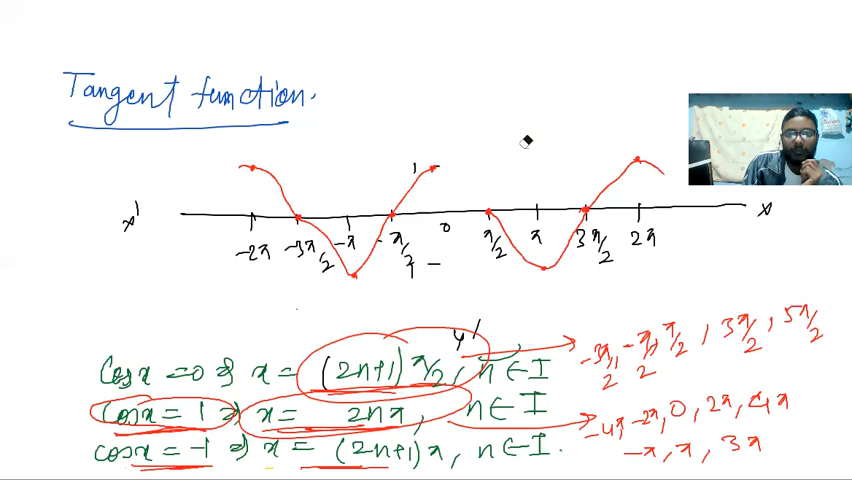 Tangent function.
1
x' -2π -3π/2 -π -π/2 0 π/2 π 3π/2 2π x
y'
cosx = 0 ⇒ x = (2n+1) π/2, n ∈ I
-3π/2, -π/2, π/2, 3π/2, 5π/2
cosx = 1 ⇒ x = 2nπ, n ∈ I
-4π, -2π, 0, 2π, 4π
cosx = -1 ⇒ x = (2n+1)π, n ∈ I.
-π, π, 3π